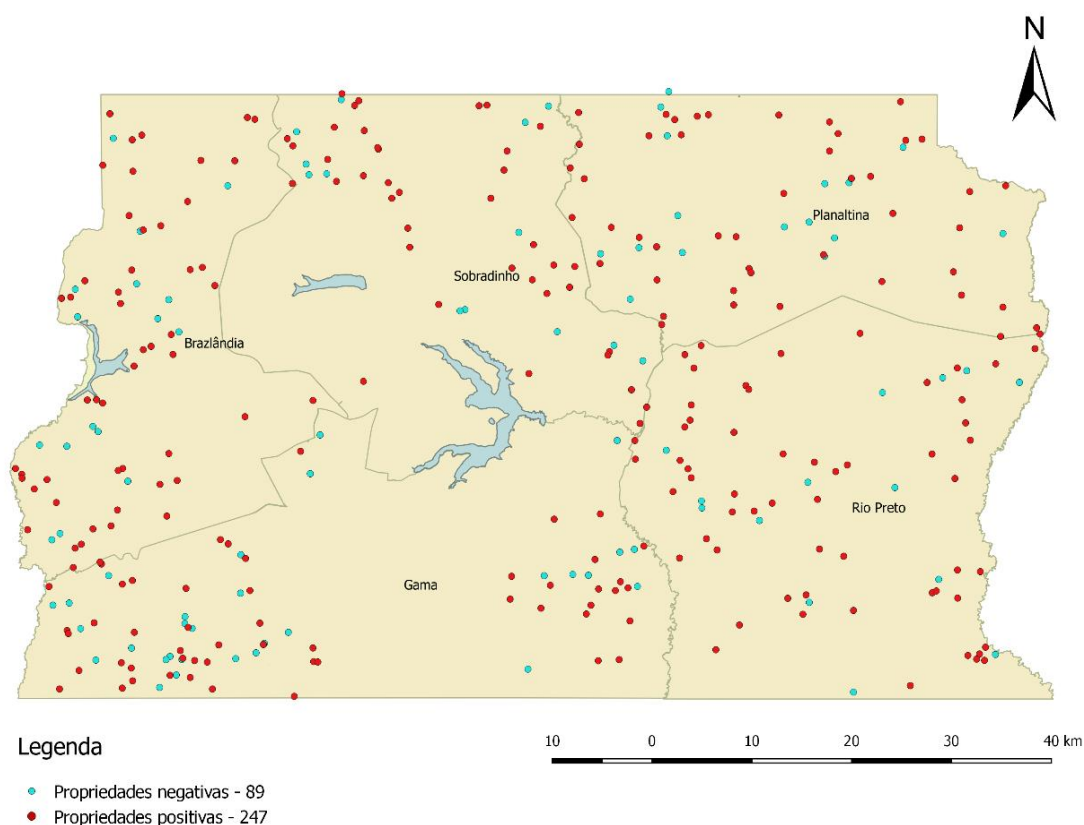 N
Planaltina
Sobradinho
Brazlândia
Rio Preto
Gama
Legenda
10 0 10 20 30 40 km
Propriedades negativas - 89
Propriedades positivas - 247